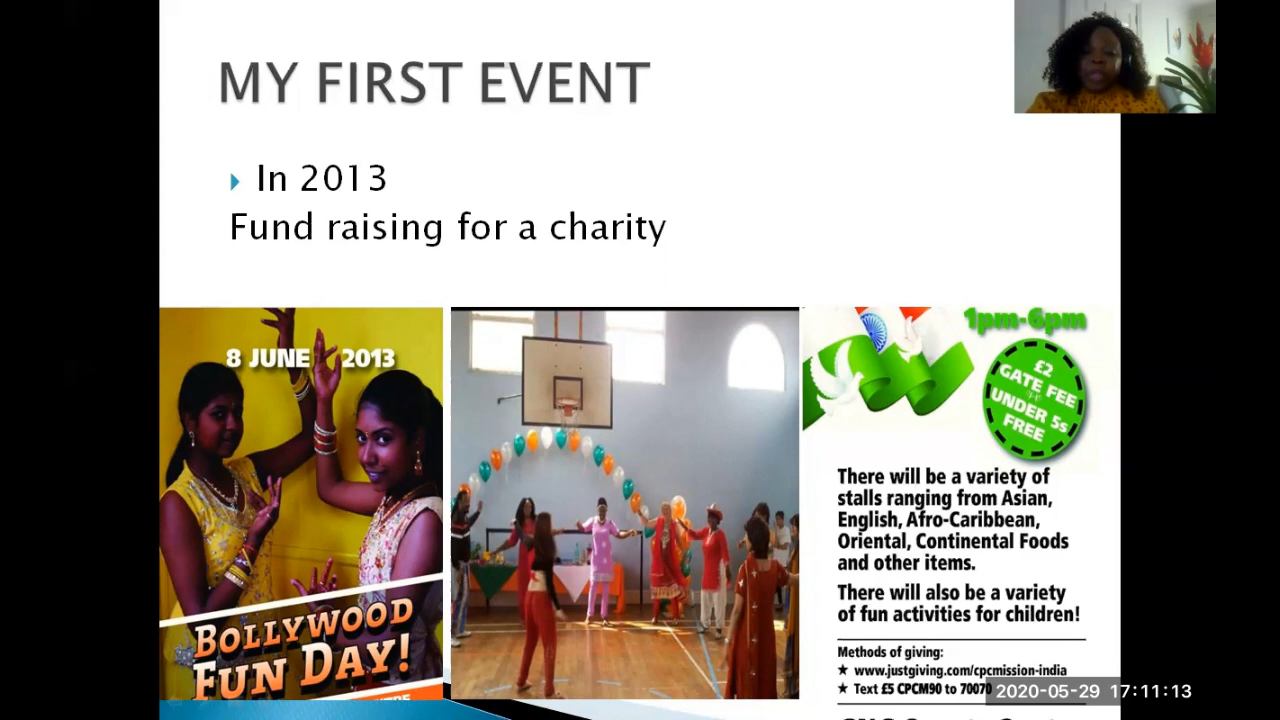 MY FIRST EVENT
In 2013
Fund raising for a charity
8 JUNE 2013
BOLLYWOOD
FUN DAY!
1pm-6pm
£2
GATE FEE
UNDER 5s
FREE
There will be a variety of
stalls ranging from Asian,
English, Afro-Caribbean,
Oriental, Continental Foods
and other items.
There will also be a variety
of fun activities for children!
Methods of giving:
★ www.justgiving.com/cpcmission-india
★ Text £5 CPCM90 to 70070
2020-05-29 17:11:13